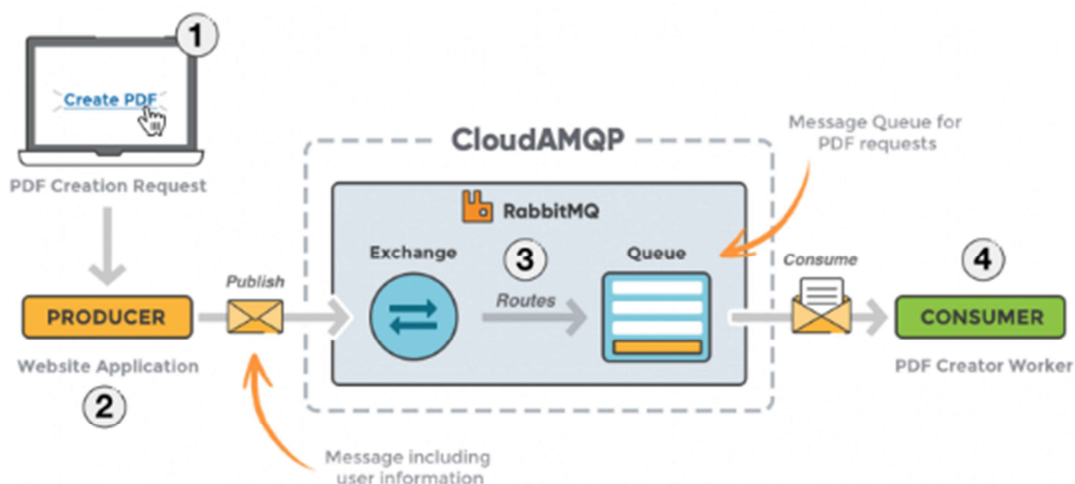 1
Create PDF
PDF Creation Request
CloudAMQP
Message Queue for
PDF requests
RabbitMQ
Exchange
3
Queue
Routes
Publish
Consume
4
PRODUCER
CONSUMER
Website Application
PDF Creator Worker
2
Message including
user information